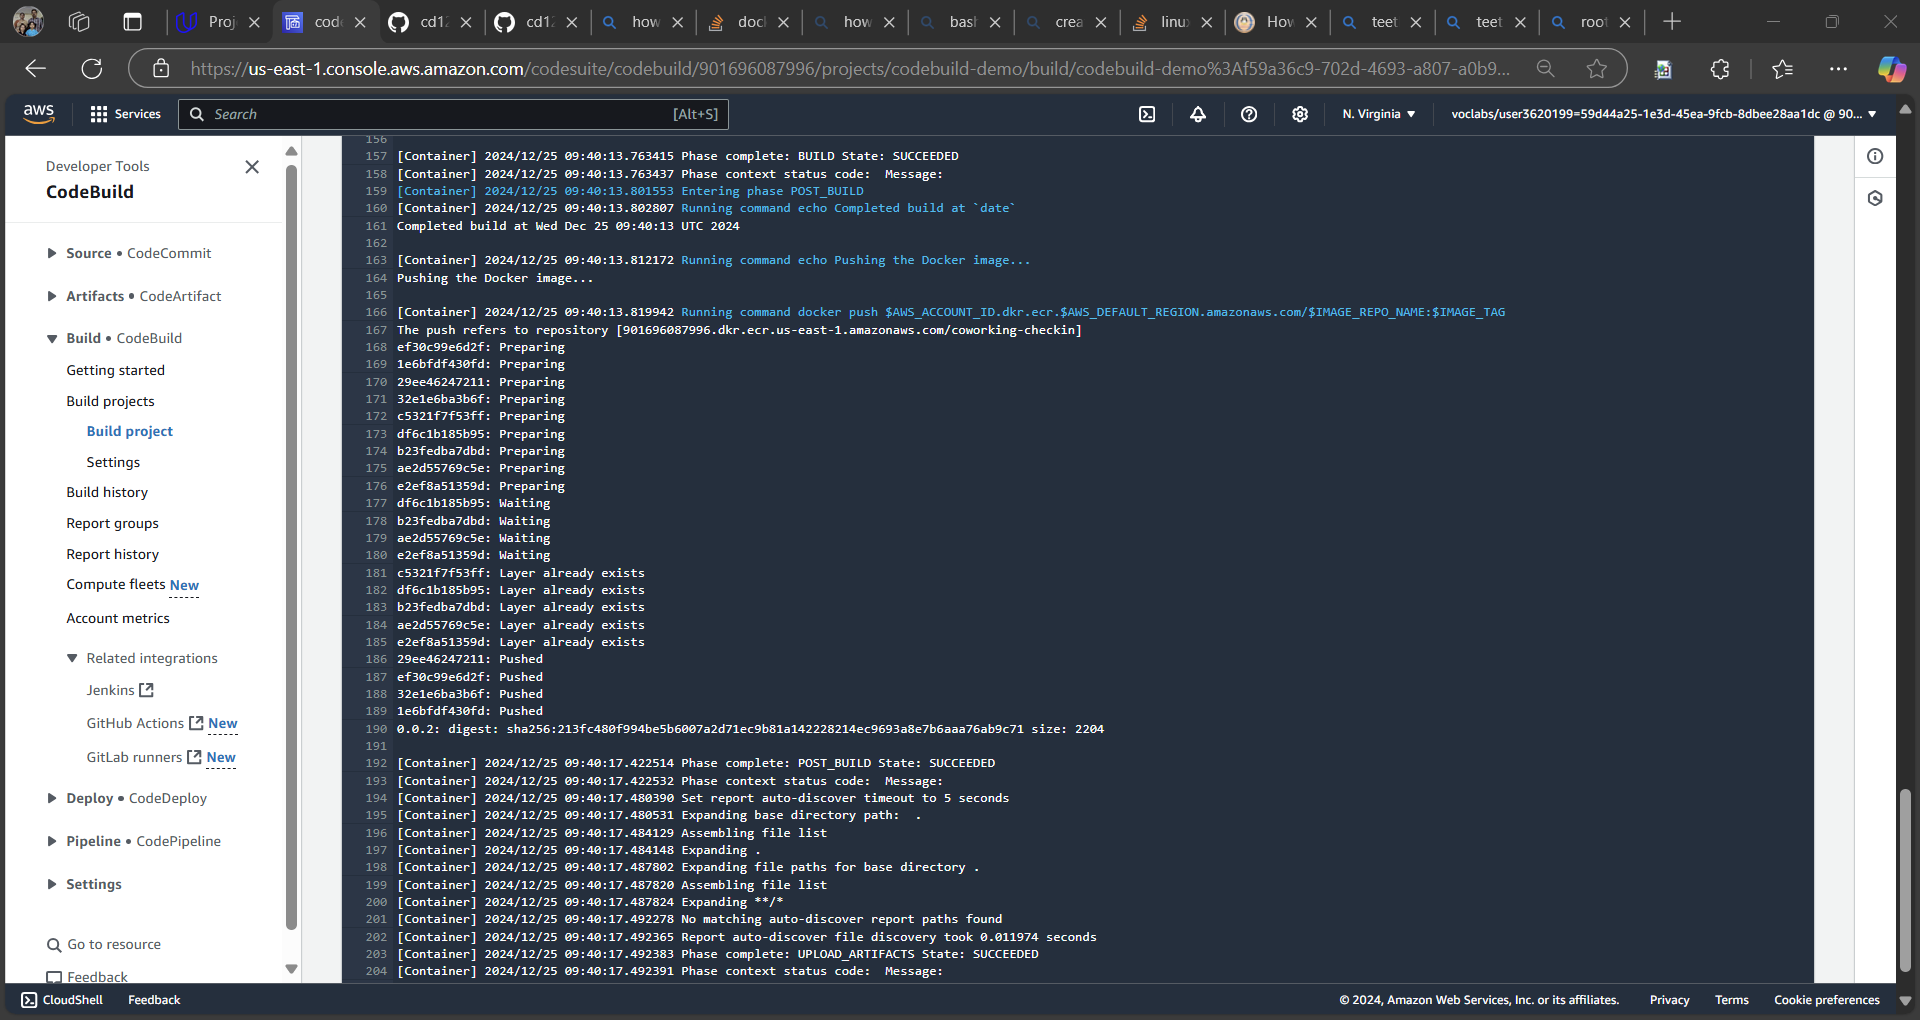 Proj
code
cd12
cd12
how
doc
how
bash
crea
linu
How
teet
teet
root
https://us-east-1.console.aws.amazon.com/codesuite/codebuild/901696087996/projects/codebuild-demo/build/codebuild-demo%3Af59a36c9-702d-4693-a807-a0b9...
aws
Services
Search
[Alt+S]
N. Virginia
voclabs/user3620199=59d44a25-1e3d-45ea-9fcb-8dbee28aa1dc @ 90...
Developer Tools
CodeBuild
Source • CodeCommit
Artifacts • CodeArtifact
Build • CodeBuild
Getting started
Build projects
Build project
Settings
Build history
Report groups
Report history
Compute fleets New
Account metrics
Related integrations
Jenkins
GitHub Actions New
GitLab runners New
Deploy • CodeDeploy
Pipeline • CodePipeline
Settings
Go to resource
Feedback
156
157 [Container] 2024/12/25 09:40:13.763415 Phase complete: BUILD State: SUCCEEDED
158 [Container] 2024/12/25 09:40:13.763437 Phase context status code:  Message:
159 [Container] 2024/12/25 09:40:13.801553 Entering phase POST_BUILD
160 [Container] 2024/12/25 09:40:13.802807 Running command echo Completed build at `date`
161 Completed build at Wed Dec 25 09:40:13 UTC 2024
162
163 [Container] 2024/12/25 09:40:13.812172 Running command echo Pushing the Docker image...
164 Pushing the Docker image...
165
166 [Container] 2024/12/25 09:40:13.819942 Running command docker push $AWS_ACCOUNT_ID.dkr.ecr.$AWS_DEFAULT_REGION.amazonaws.com/$IMAGE_REPO_NAME:$IMAGE_TAG
167 The push refers to repository [901696087996.dkr.ecr.us-east-1.amazonaws.com/coworking-checkin]
168 ef30c99e6d2f: Preparing
169 1e6bfdf430fd: Preparing
170 29ee46247211: Preparing
171 32e1e6ba3b6f: Preparing
172 c5321f7f53ff: Preparing
173 df6c1b185b95: Preparing
174 b23fedba7dbd: Preparing
175 ae2d55769c5e: Preparing
176 e2ef8a51359d: Preparing
177 df6c1b185b95: Waiting
178 b23fedba7dbd: Waiting
179 ae2d55769c5e: Waiting
180 e2ef8a51359d: Waiting
181 c5321f7f53ff: Layer already exists
182 df6c1b185b95: Layer already exists
183 b23fedba7dbd: Layer already exists
184 ae2d55769c5e: Layer already exists
185 e2ef8a51359d: Layer already exists
186 29ee46247211: Pushed
187 ef30c99e6d2f: Pushed
188 32e1e6ba3b6f: Pushed
189 1e6bfdf430fd: Pushed
190 0.0.2: digest: sha256:213fc480f994be5b6007a2d71ec9b81a142228214ec9693a8e7b6aaa76ab9c71 size: 2204
191
192 [Container] 2024/12/25 09:40:17.422514 Phase complete: POST_BUILD State: SUCCEEDED
193 [Container] 2024/12/25 09:40:17.422532 Phase context status code:  Message:
194 [Container] 2024/12/25 09:40:17.480390 Set report auto-discover timeout to 5 seconds
195 [Container] 2024/12/25 09:40:17.480531 Expanding base directory path:  .
196 [Container] 2024/12/25 09:40:17.484129 Assembling file list
197 [Container] 2024/12/25 09:40:17.484148 Expanding .
198 [Container] 2024/12/25 09:40:17.487802 Expanding file paths for base directory .
199 [Container] 2024/12/25 09:40:17.487820 Assembling file list
200 [Container] 2024/12/25 09:40:17.487824 Expanding **/*
201 [Container] 2024/12/25 09:40:17.492278 No matching auto-discover report paths found
202 [Container] 2024/12/25 09:40:17.492365 Report auto-discover file discovery took 0.011974 seconds
203 [Container] 2024/12/25 09:40:17.492383 Phase complete: UPLOAD_ARTIFACTS State: SUCCEEDED
204 [Container] 2024/12/25 09:40:17.492391 Phase context status code:  Message:
CloudShell
Feedback
© 2024, Amazon Web Services, Inc. or its affiliates.
Privacy
Terms
Cookie preferences